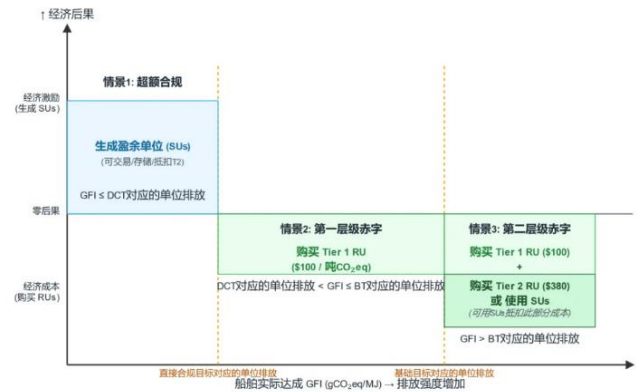 ↑ 经济后果
情景1: 超额合规
经济激励
(生成 SUs)
生成盈余单位 (SUs)
(可交易/存储/抵扣T2)
GFI ≤ DCT对应的单位排放
零后果
情景2: 第一层级赤字
情景3: 第二层级赤字
购买 Tier 1 RU
($100 / 吨CO₂eq)
购买 Tier 1 RU ($100)
+
经济成本
(购买 RUs)
DCT对应的单位排放 < GFI ≤ BT对应的单位排放
购买 Tier 2 RU ($380)
或 使用 SUs
(可用SUs抵扣此部分成本)
GFI > BT对应的单位排放
直接合规目标对应的单位排放
基础目标对应的单位排放
船舶实际达成 GFI (gCO₂eq/MJ) → 排放强度增加